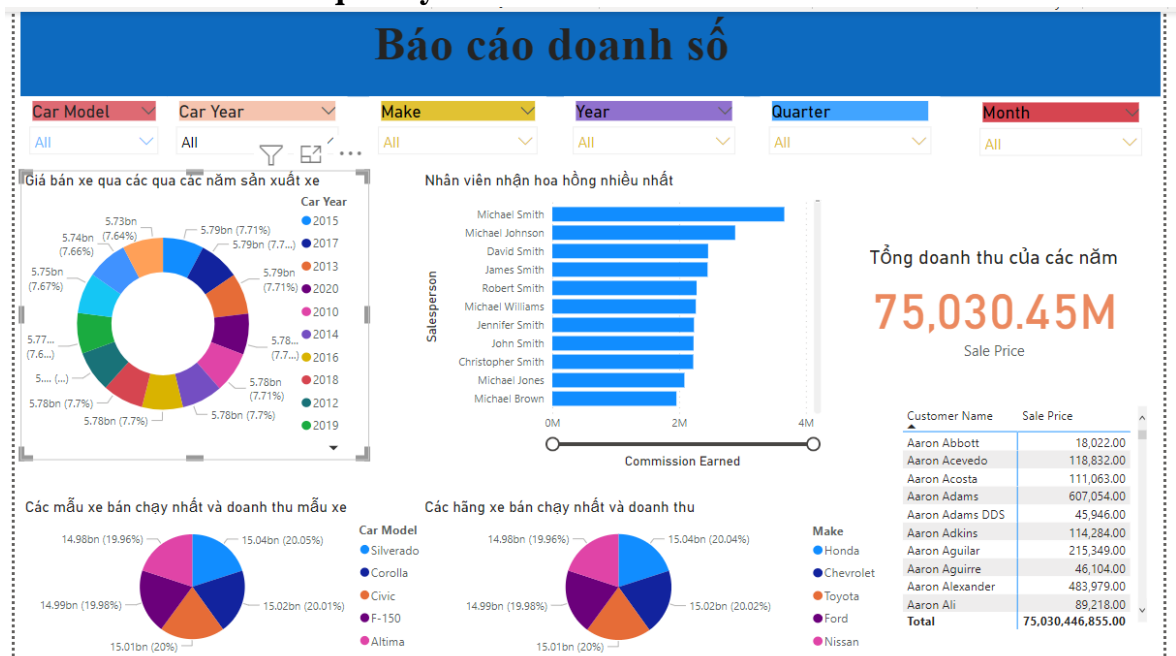 Báo cáo doanh số
Car Model
Car Year
Make
Year
Quarter
Month
All
All
All
All
All
All
Giá bán xe qua các qua các năm sản xuất xe
Car Year
2015
2017
2013
2020
2010
2014
2016
2018
2012
2019
5.73bn
(7.64%)
5.79bn (7.71%)
5.74bn
(7.66%)
5.79bn (7.7...)
5.75bn
(7.67%)
5.79bn
(7.71%)
5.77...
(7.6...)
5.78...
(7.7...)
5.... (...)
5.78bn
(7.71%)
5.78bn (7.7%)
5.78bn (7.7%)
5.78bn (7.7%)
Nhân viên nhận hoa hồng nhiều nhất
Salesperson
Michael Smith
Michael Johnson
David Smith
James Smith
Robert Smith
Michael Williams
Jennifer Smith
John Smith
Christopher Smith
Michael Jones
Michael Brown
0M
2M
4M
Commission Earned
Tổng doanh thu của các năm
75,030.45M
Sale Price
Customer Name Sale Price
Aaron Abbott 18,022.00
Aaron Acevedo 118,832.00
Aaron Acosta 111,063.00
Aaron Adams 607,054.00
Aaron Adams DDS 45,946.00
Aaron Adkins 114,284.00
Aaron Aguilar 215,349.00
Aaron Aguirre 46,104.00
Aaron Alexander 483,979.00
Aaron Ali 89,218.00
Total 75,030,446,855.00
Các mẫu xe bán chạy nhất và doanh thu mẫu xe
Car Model
Silverado
Corolla
Civic
F-150
Altima
14.98bn (19.96%)
15.04bn (20.05%)
14.99bn (19.98%)
15.02bn (20.01%)
15.01bn (20%)
Các hãng xe bán chạy nhất và doanh thu
Make
Honda
Chevrolet
Toyota
Ford
Nissan
14.98bn (19.96%)
15.04bn (20.04%)
14.99bn (19.98%)
15.02bn (20.02%)
15.01bn (20%)